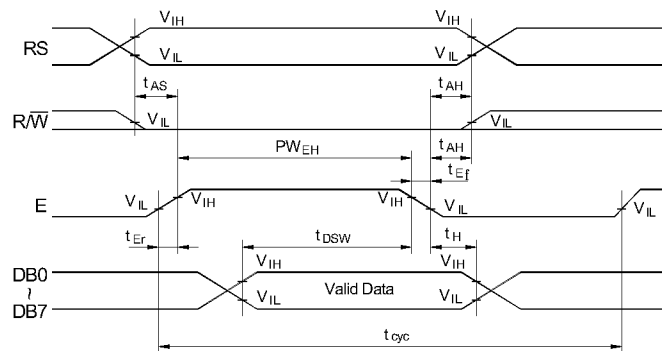 V_IH V_IH
RS
V_IL V_IL
t_AS t_AH
R/W̅ V_IL V_IL
PW_EH t_AH
t_Ef
E V_IL V_IH V_IH V_IL V_IL
t_Er t_DSW t_H
V_IH V_IH
DB0
~ Valid Data
V_IL V_IL
DB7
t_cyc